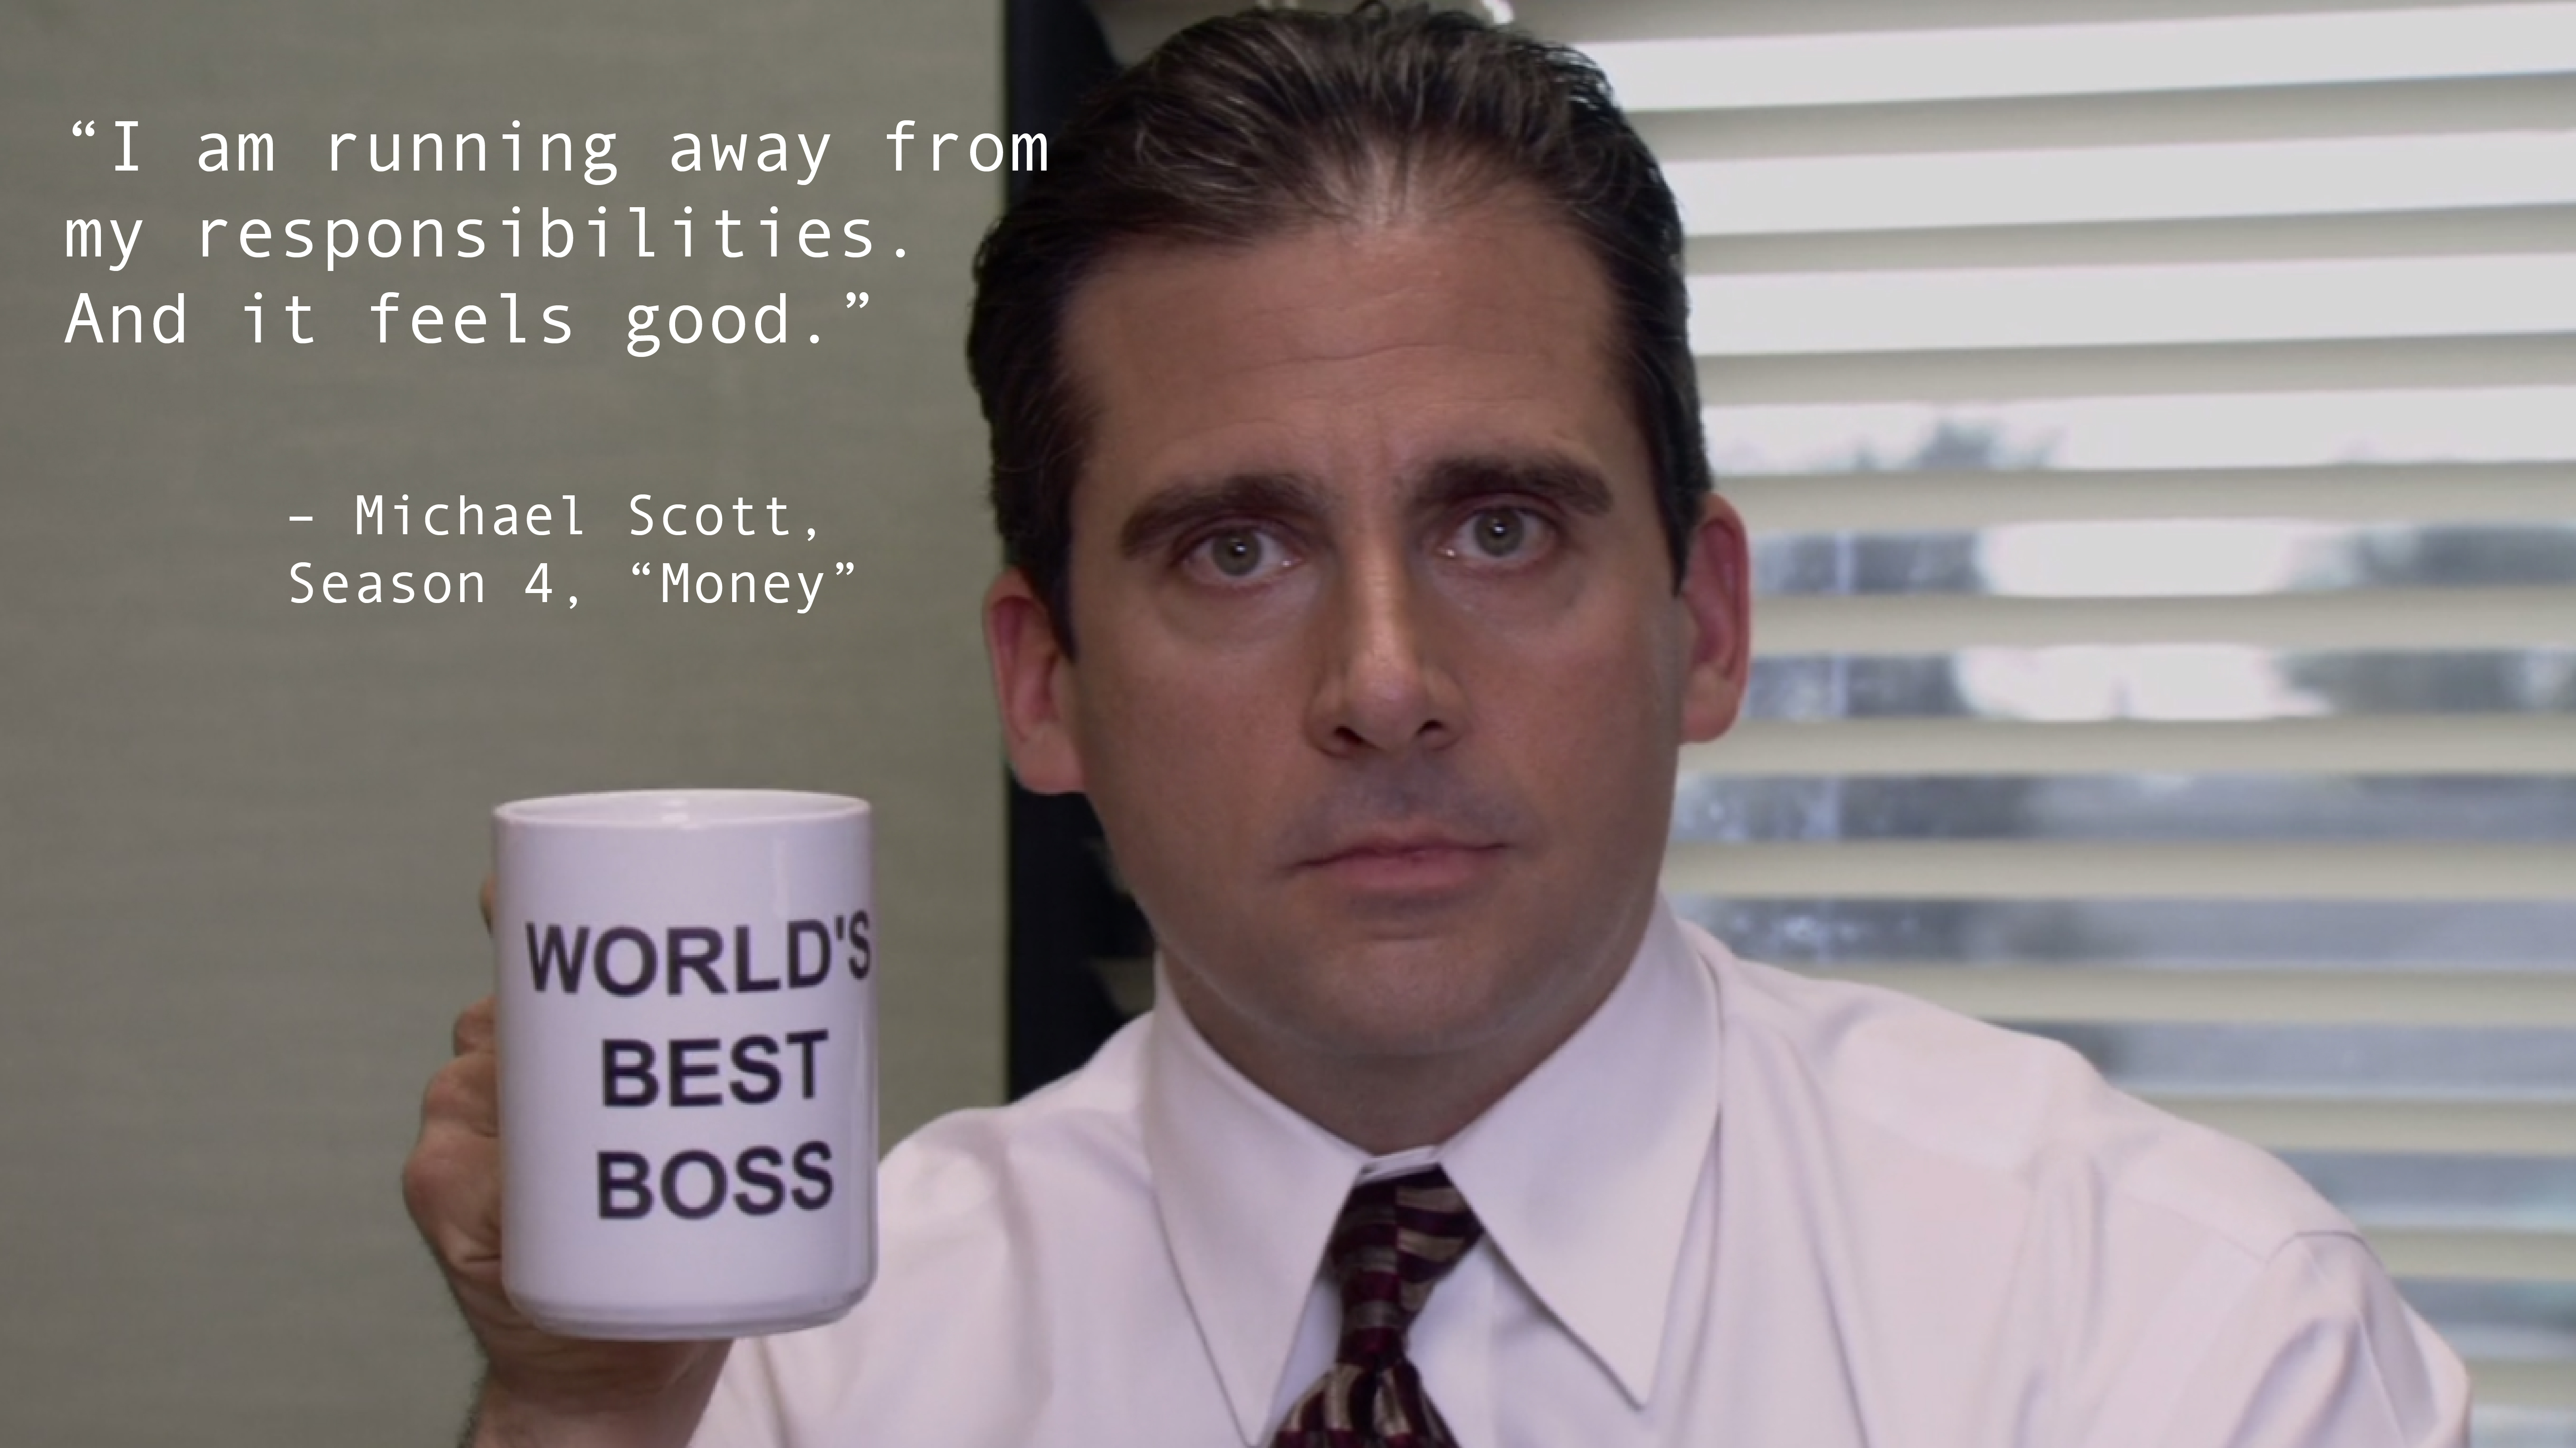 “I am running away from
my responsibilities.
And it feels good.”
– Michael Scott,
Season 4, “Money”
WORLD'S
BEST
BOSS